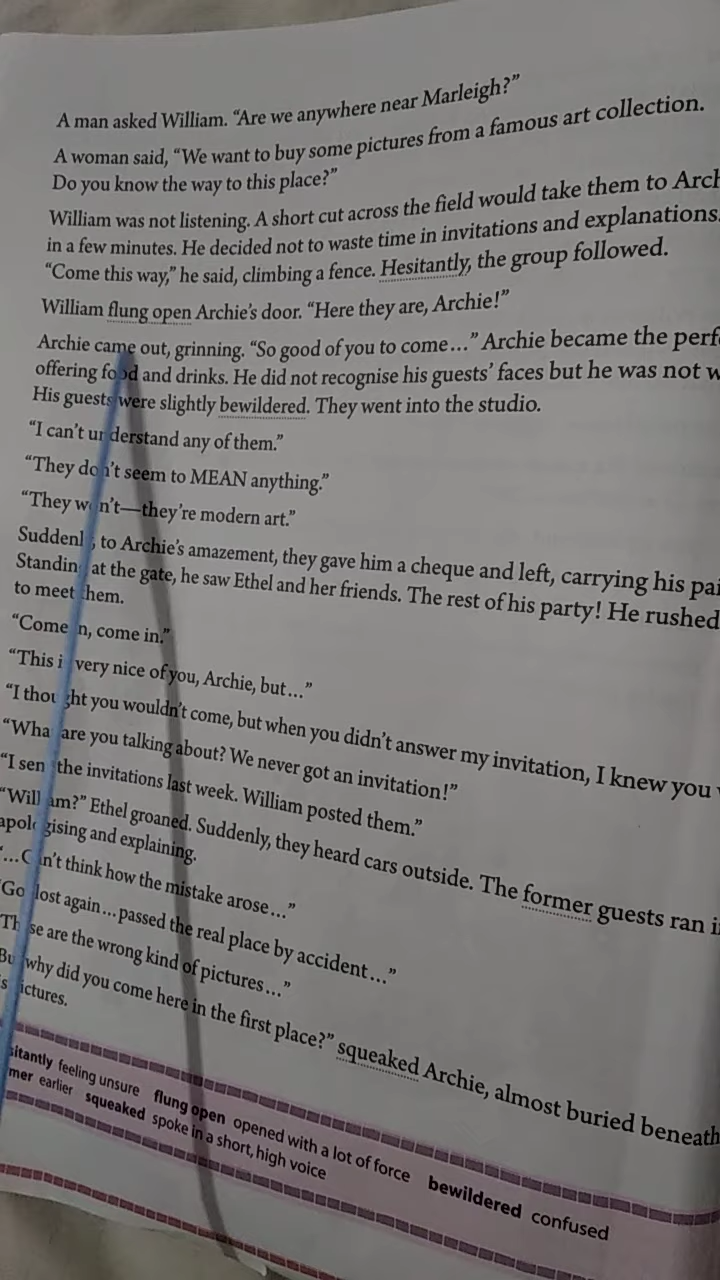 A man asked William. “Are we anywhere near Marleigh?”
A woman said, “We want to buy some pictures from a famous art collection.
Do you know the way to this place?”
William was not listening. A short cut across the field would take them to
in a few minutes. He decided not to waste time in invitations and explanations.
“Come this way,” he said, climbing a fence. Hesitantly, the group followed.
William flung open Archie’s door. “Here they are, Archie!”
Archie came out, grinning. “So good of you to come…” Archie became the
offering food and drinks. He did not recognise his guests’ faces but he was not
His guests were slightly bewildered. They went into the studio.
“I can’t understand any of them.”
“They don’t seem to MEAN anything.”
“They won’t—they’re modern art.”
Suddenly, to Archie’s amazement, they gave him a cheque and left, carrying his
Standing at the gate, he saw Ethel and her friends. The rest of his party! He rushed
to meet them.
“Come in, come in.”
“This is very nice of you, Archie, but…”
“I thought you wouldn’t come, but when you didn’t answer my invitation, I knew you
“What are you talking about? We never got an invitation!”
“I sent the invitations last week. William posted them.”
“William?” Ethel groaned. Suddenly, they heard cars outside. The former guests ran
apologising and explaining.
“…Can’t think how the mistake arose…”
lost again…passed the real place by accident…”
These are the wrong kind of pictures…”
But why did you come here in the first place?” squeaked Archie, almost buried beneath
pictures.
feeling unsure flung open opened with a lot of force bewildered confused
earlier squeaked spoke in a short, high voice